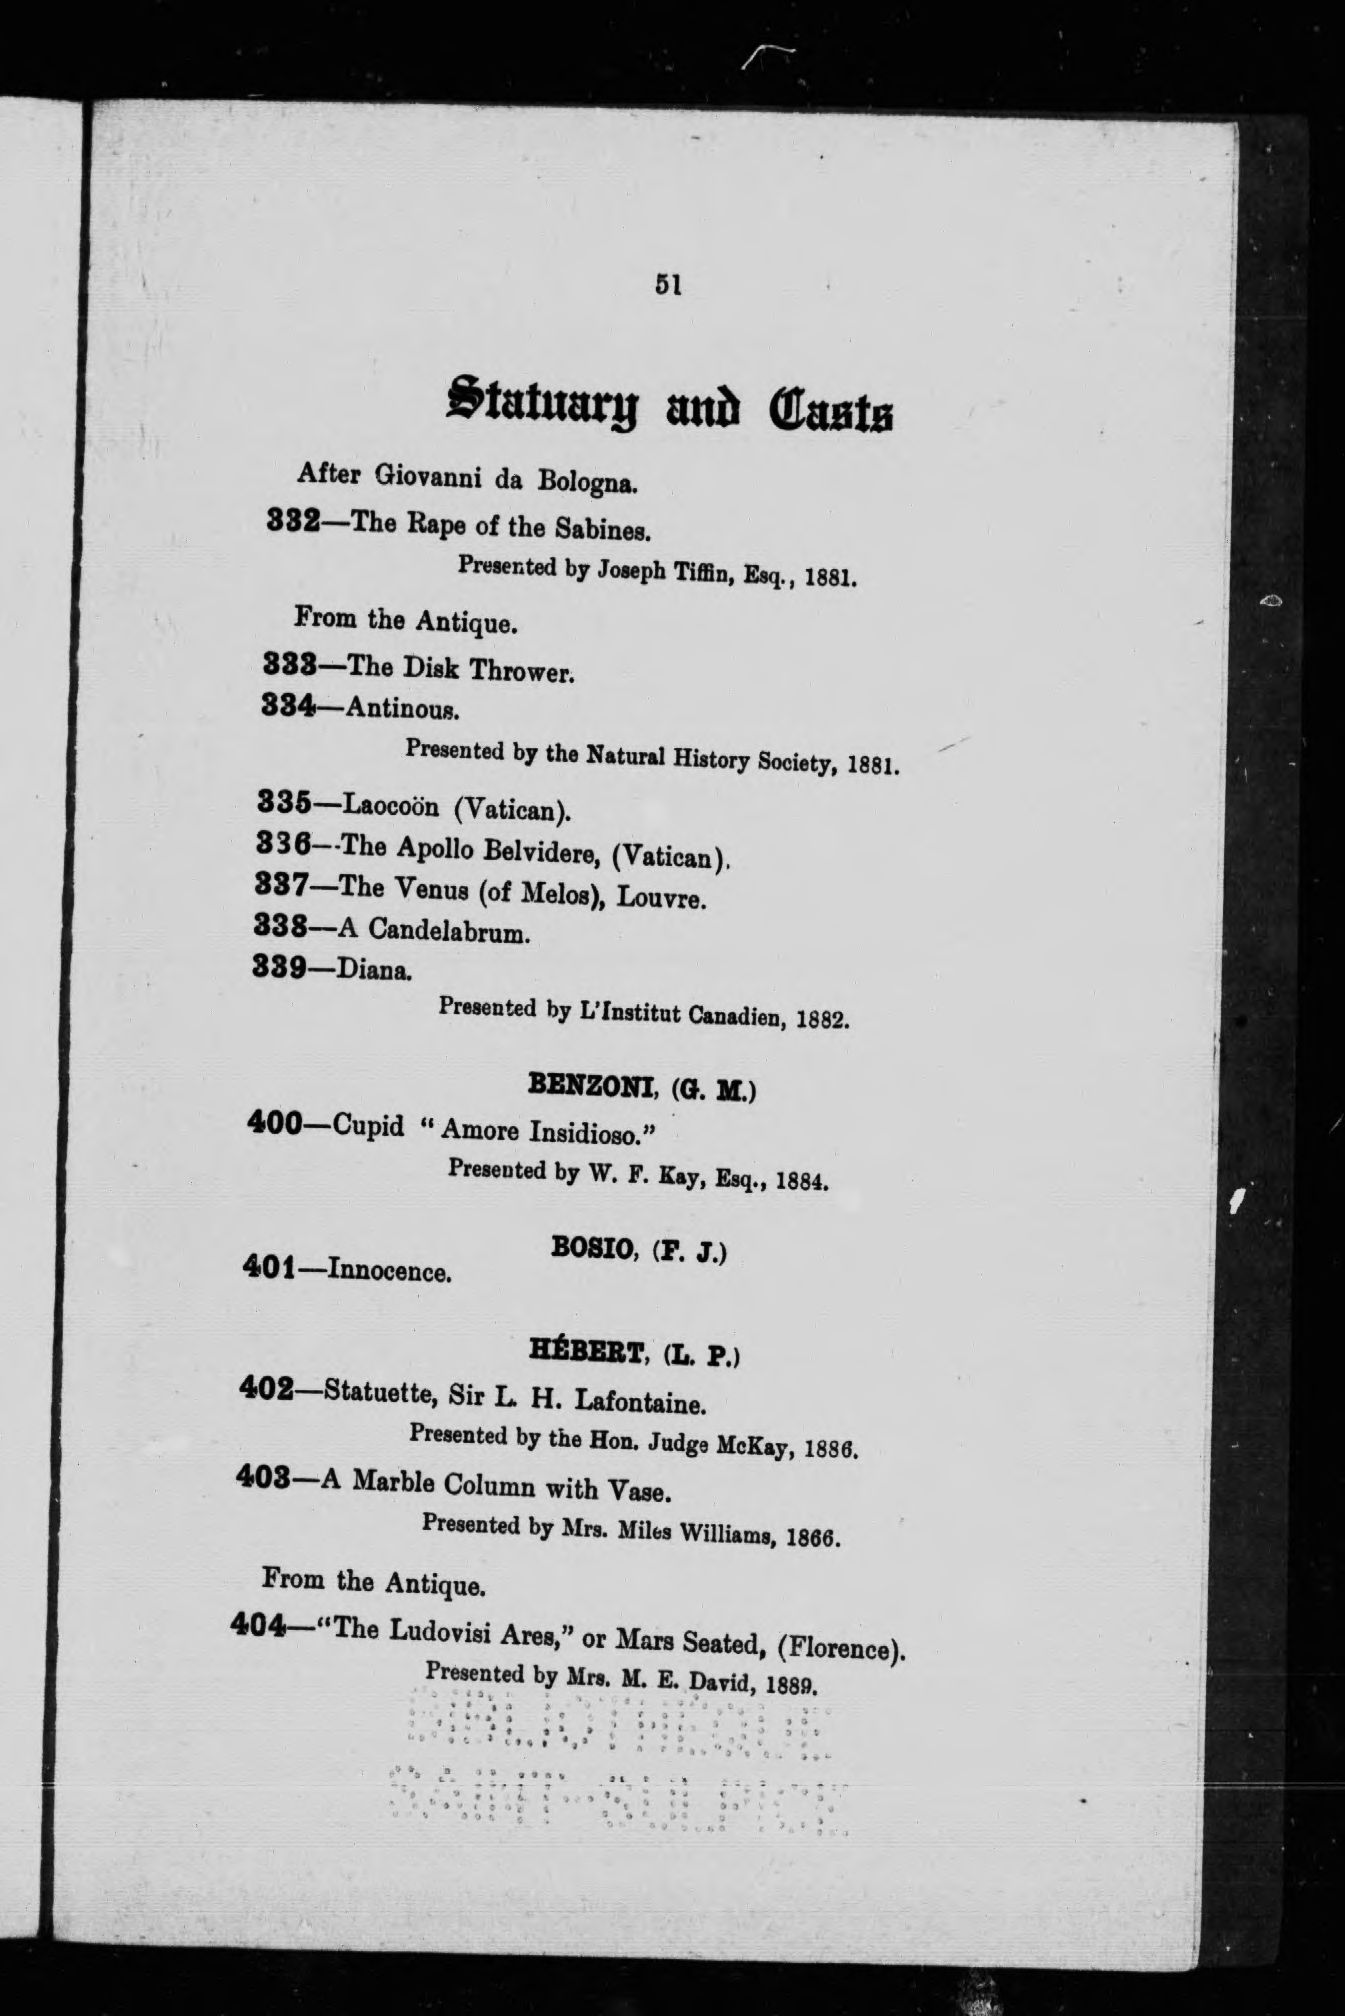 51
Statuary and Casts
After Giovanni da Bologna.
332—The Rape of the Sabines.
Presented by Joseph Tiffin, Esq., 1881.
From the Antique.
333—The Disk Thrower.
334—Antinous.
Presented by the Natural History Society, 1881.
335—Laocoön (Vatican).
336—The Apollo Belvidere, (Vatican).
337—The Venus (of Melos), Louvre.
338—A Candelabrum.
339—Diana.
Presented by L'Institut Canadien, 1882.
BENZONI, (G. M.)
400—Cupid “Amore Insidioso.”
Presented by W. F. Kay, Esq., 1884.
BOSIO, (F. J.)
401—Innocence.
HÉBERT, (L. P.)
402—Statuette, Sir L. H. Lafontaine.
Presented by the Hon. Judge McKay, 1886.
403—A Marble Column with Vase.
Presented by Mrs. Miles Williams, 1866.
From the Antique.
404—“The Ludovisi Ares,” or Mars Seated, (Florence).
Presented by Mrs. M. E. David, 1889.
BIBLIOTHÈQUE
SAINT-SULPICE